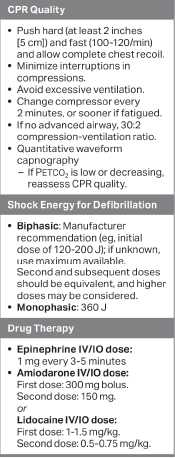 CPR Quality
• Push hard (at least 2 inches
[5 cm]) and fast (100-120/min)
and allow complete chest recoil.
• Minimize interruptions in
compressions.
• Avoid excessive ventilation.
• Change compressor every
2 minutes, or sooner if fatigued.
• If no advanced airway, 30:2
compression-ventilation ratio.
• Quantitative waveform
capnography
– If PETCO₂ is low or decreasing,
reassess CPR quality.
Shock Energy for Defibrillation
• Biphasic: Manufacturer
recommendation (eg, initial
dose of 120-200 J); if unknown,
use maximum available.
Second and subsequent doses
should be equivalent, and higher
doses may be considered.
• Monophasic: 360 J
Drug Therapy
• Epinephrine IV/IO dose:
1 mg every 3-5 minutes
• Amiodarone IV/IO dose:
First dose: 300 mg bolus.
Second dose: 150 mg.
or
Lidocaine IV/IO dose:
First dose: 1-1.5 mg/kg.
Second dose: 0.5-0.75 mg/kg.